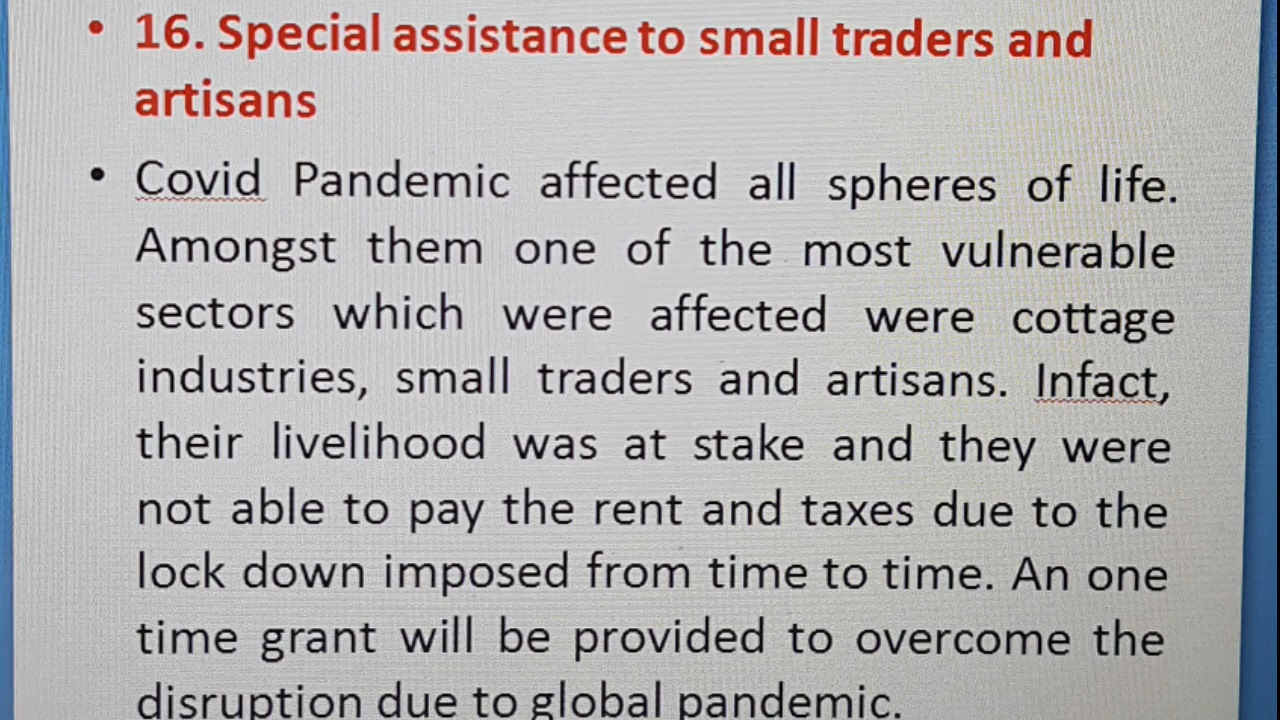 • 16. Special assistance to small traders and
artisans
• Covid Pandemic affected all spheres of life.
Amongst them one of the most vulnerable
sectors which were affected were cottage
industries, small traders and artisans. Infact,
their livelihood was at stake and they were
not able to pay the rent and taxes due to the
lock down imposed from time to time. An one
time grant will be provided to overcome the
disruption due to global pandemic.